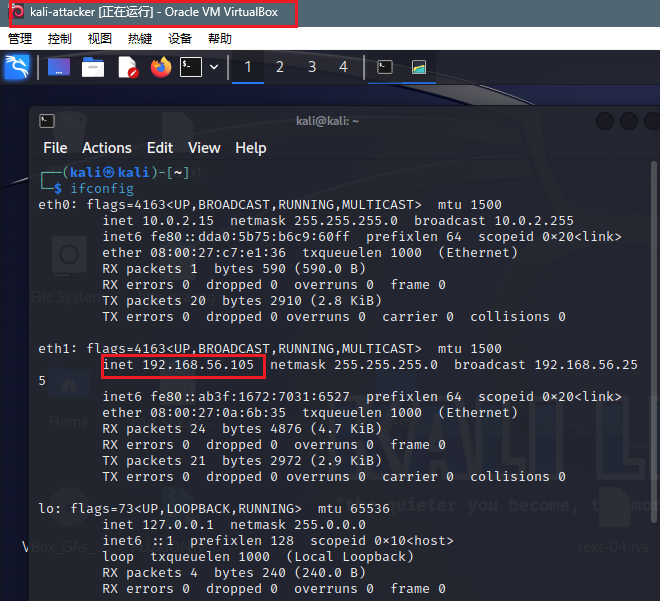 kali-attacker [正在运行] - Oracle VM VirtualBox
管理 控制 视图 热键 设备 帮助
1 2 3 4
kali@kali: ~
File Actions Edit View Help
┌──(kali㉿kali)-[~]
└─$ ifconfig
eth0: flags=4163<UP,BROADCAST,RUNNING,MULTICAST>  mtu 1500
inet 10.0.2.15  netmask 255.255.255.0  broadcast 10.0.2.255
inet6 fe80::dda0:5b75:b6c9:60ff  prefixlen 64  scopeid 0×20<link>
ether 08:00:27:c7:e1:36  txqueuelen 1000  (Ethernet)
RX packets 1  bytes 590 (590.0 B)
RX errors 0  dropped 0  overruns 0  frame 0
TX packets 20  bytes 2910 (2.8 KiB)
TX errors 0  dropped 0 overruns 0  carrier 0  collisions 0
File System
eth1: flags=4163<UP,BROADCAST,RUNNING,MULTICAST>  mtu 1500
inet 192.168.56.105  netmask 255.255.255.0  broadcast 192.168.56.25
5
inet6 fe80::ab3f:1672:7031:6527  prefixlen 64  scopeid 0×20<link>
ether 08:00:27:0a:6b:35  txqueuelen 1000  (Ethernet)
Home
RX packets 24  bytes 4876 (4.7 KiB)
RX errors 0  dropped 0  overruns 0  frame 0
TX packets 21  bytes 2972 (2.9 KiB)
TX errors 0  dropped 0 overruns 0  carrier 0  collisions 0
KALI L
"the quieter you become, t
lo: flags=73<UP,LOOPBACK,RUNNING>  mtu 65536
inet 127.0.0.1  netmask 255.0.0.0
inet6 ::1  prefixlen 128  scopeid 0×10<host>
loop  txqueuelen 1000  (Local Loopback)
RX packets 4  bytes 240 (240.0 B)
RX errors 0  dropped 0  overruns 0  frame 0
VBox_GAs_
text-04.ivs